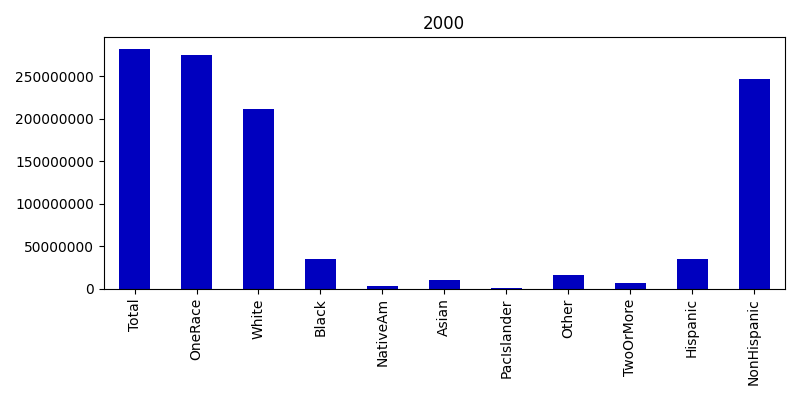 2000
250000000
200000000
150000000
100000000
50000000
0
Total
OneRace
White
Black
NativeAm
Asian
PacIslander
Other
TwoOrMore
Hispanic
NonHispanic